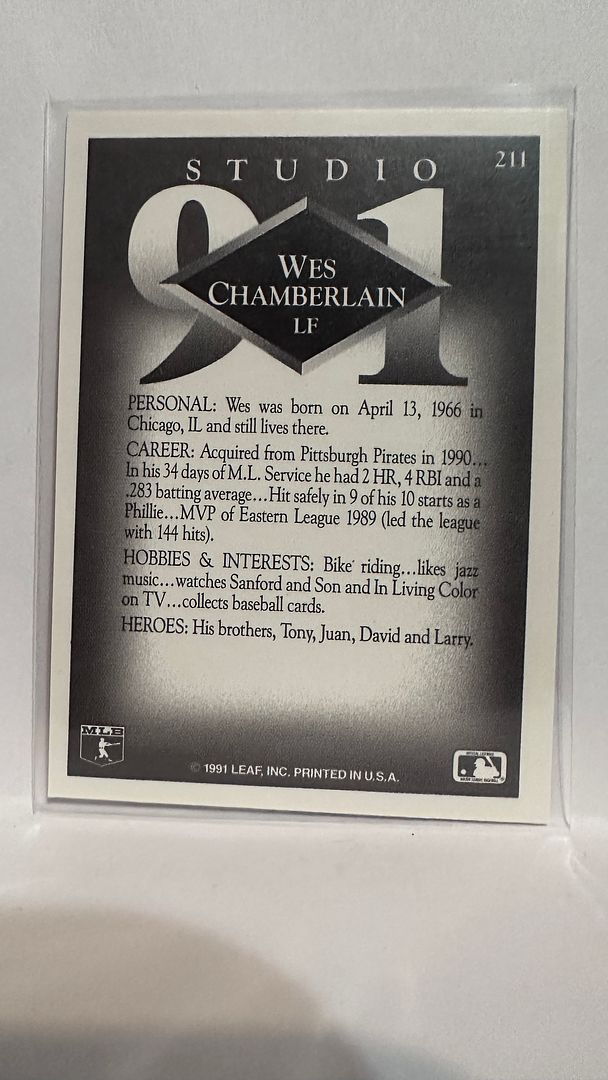 STUDIO
211
91
WES
CHAMBERLAIN
LF
PERSONAL: Wes was born on April 13, 1966 in
Chicago, IL and still lives there.
CAREER: Acquired from Pittsburgh Pirates in 1990...
In his 34 days of M.L. Service he had 2 HR, 4 RBI and a
.283 batting average...Hit safely in 9 of his 10 starts as a
Phillie...MVP of Eastern League 1989 (led the league
with 144 hits).
HOBBIES & INTERESTS: Bike riding...likes jazz
music...watches Sanford and Son and In Living Color
on TV...collects baseball cards.
HEROES: His brothers, Tony, Juan, David and Larry.
MLB
© 1991 LEAF, INC. PRINTED IN U.S.A.